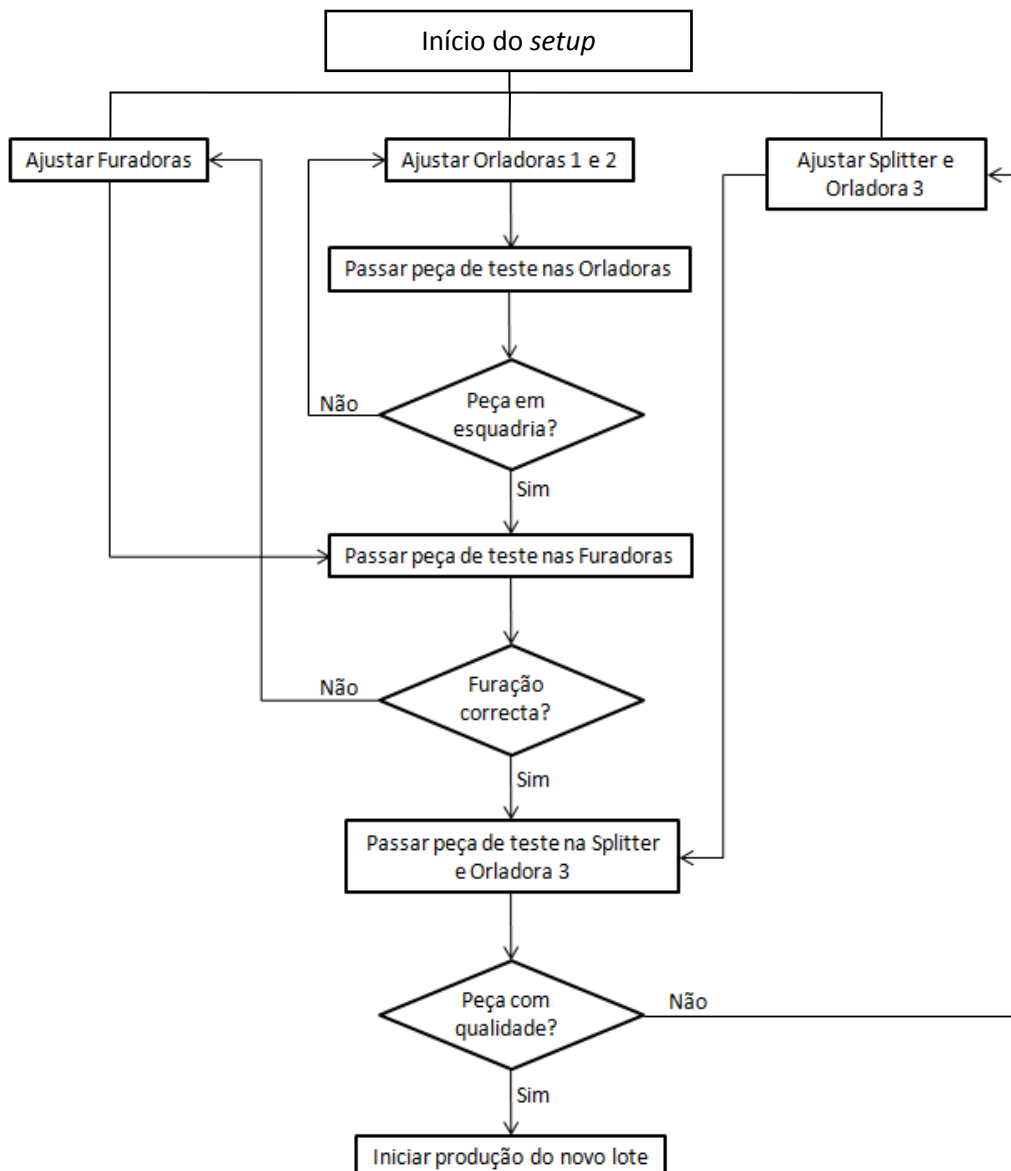 Início do setup
Ajustar Furadoras
Ajustar Orladoras 1 e 2
Ajustar Splitter e
Orladora 3
Passar peça de teste nas Orladoras
Não
Peça em
esquadria?
Sim
Passar peça de teste nas Furadoras
Não
Furação
correcta?
Sim
Passar peça de teste na Splitter
e Orladora 3
Peça com
qualidade?
Não
Sim
Iniciar produção do novo lote